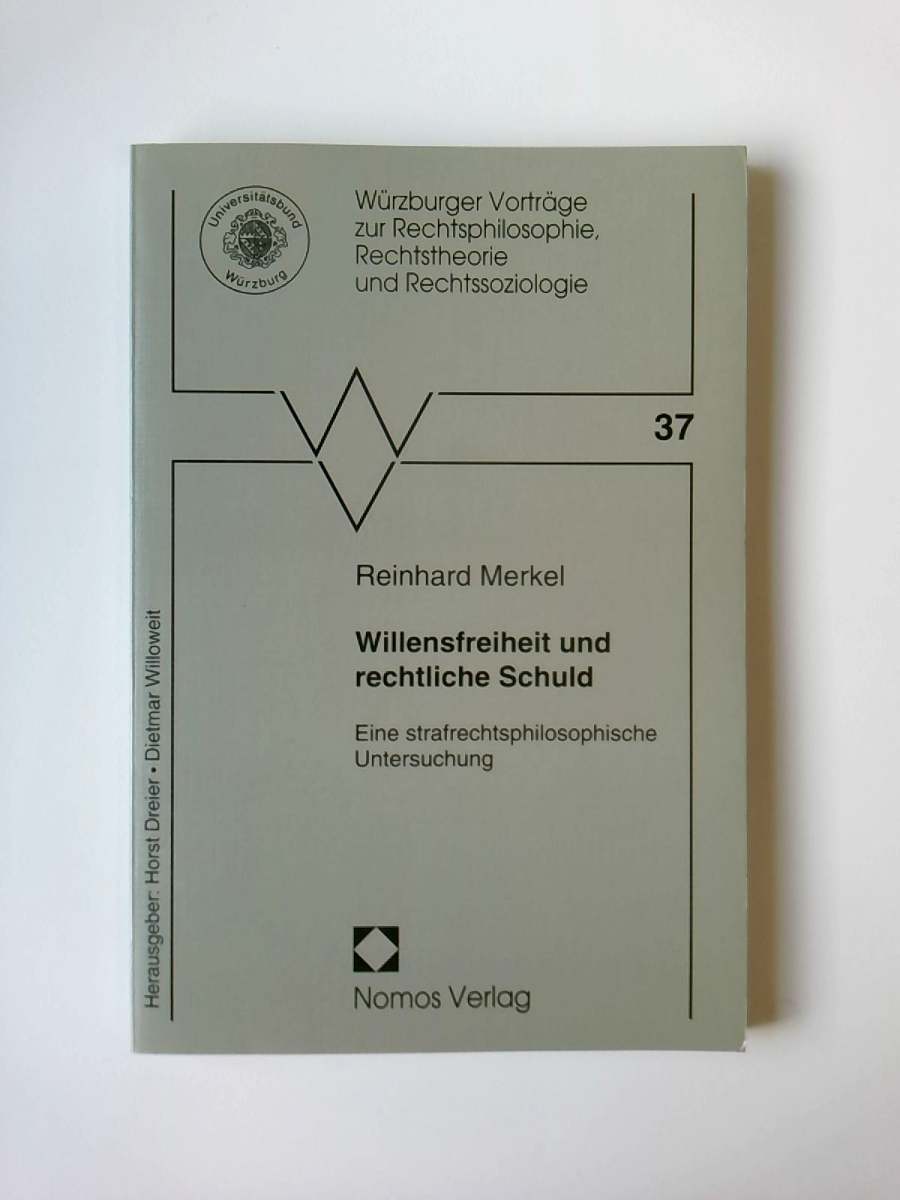 Universitätsbund
Würzburg
Würzburger Vorträge
zur Rechtsphilosophie,
Rechtstheorie
und Rechtssoziologie
37
Reinhard Merkel
Willensfreiheit und
rechtliche Schuld
Eine strafrechtsphilosophische
Untersuchung
Herausgeber: Horst Dreier • Dietmar Willoweit
Nomos Verlag